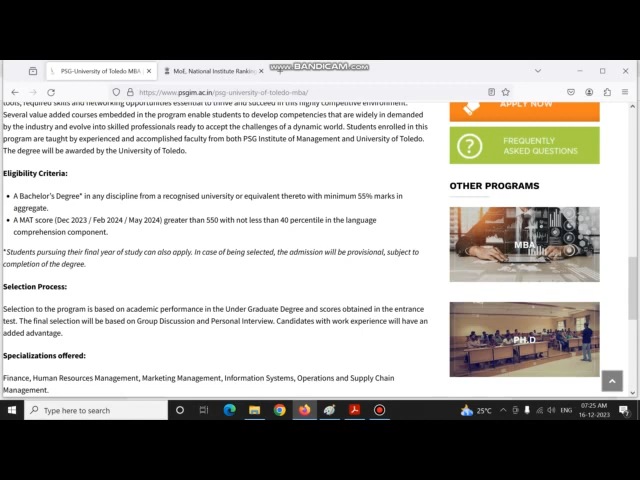 www.BANDICAM.com
PSG-University of Toledo MBA
MoE, National Institute Ranking
https://www.psgim.ac.in/psg-university-of-toledo-mba/
tools, required skills and networking opportunities essential to thrive and succeed in this highly competitive environment.
Several value added courses embedded in the program enable students to develop competencies that are widely in demanded
by the industry and evolve into skilled professionals ready to accept the challenges of a dynamic world. Students enrolled in this
program are taught by experienced and accomplished faculty from both PSG Institute of Management and University of Toledo.
The degree will be awarded by the University of Toledo.
Eligibility Criteria:
A Bachelor's Degree* in any discipline from a recognised university or equivalent thereto with minimum 55% marks in
aggregate.
A MAT score (Dec 2023 / Feb 2024 / May 2024) greater than 550 with not less than 40 percentile in the language
comprehension component.
*Students pursuing their final year of study can also apply. In case of being selected, the admission will be provisional, subject to
completion of the degree.
Selection Process:
Selection to the program is based on academic performance in the Under Graduate Degree and scores obtained in the entrance
test. The final selection will be based on Group Discussion and Personal Interview. Candidates with work experience will have an
added advantage.
Specializations offered:
Finance, Human Resources Management, Marketing Management, Information Systems, Operations and Supply Chain
Management.
APPLY NOW
FREQUENTLY
ASKED QUESTIONS
OTHER PROGRAMS
MBA
PH.D
Type here to search
25°C
ENG
07:25 AM
16-12-2023